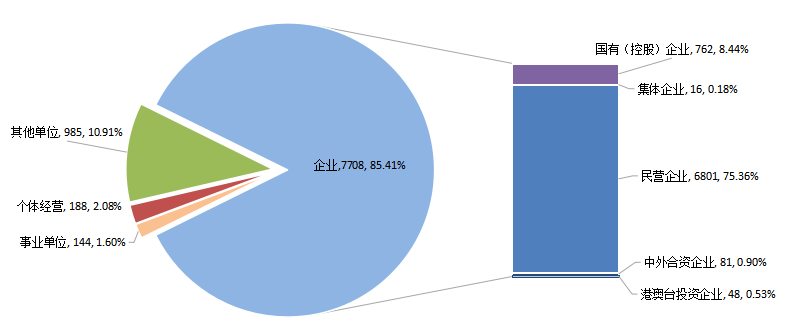 国有（控股）企业, 762, 8.44%
集体企业, 16, 0.18%
其他单位, 985, 10.91%
企业,7708, 85.41%
民营企业, 6801, 75.36%
个体经营, 188, 2.08%
事业单位, 144, 1.60%
中外合资企业, 81, 0.90%
港澳台投资企业, 48, 0.53%